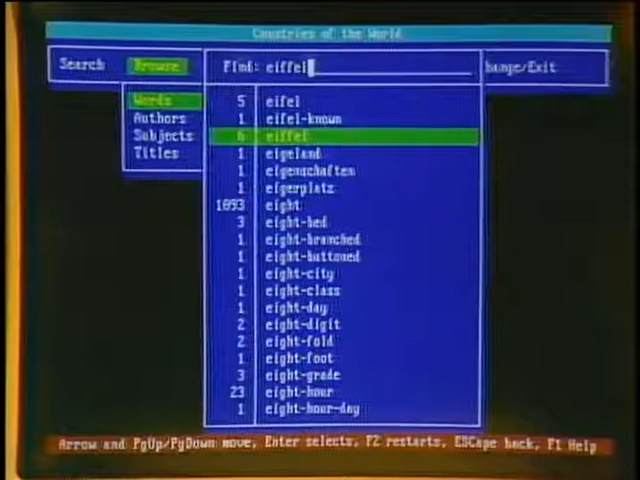 Countries of the World
Search Browse Find: eiffel hange/Exit
Words
Authors
Subjects
Titles
5 eifel
1 eifel-known
6 eiffel
1 eigeland
1 eigenschaften
1 eigerplatz
1093 eight
3 eight-bed
1 eight-branched
1 eight-buttoned
1 eight-city
1 eight-class
1 eight-day
2 eight-digit
2 eight-fold
1 eight-foot
3 eight-grade
23 eight-hour
1 eight-hour-day
Arrow and PgUp/PgDown move, Enter selects, F2 restarts, ESCape back, F1 Help